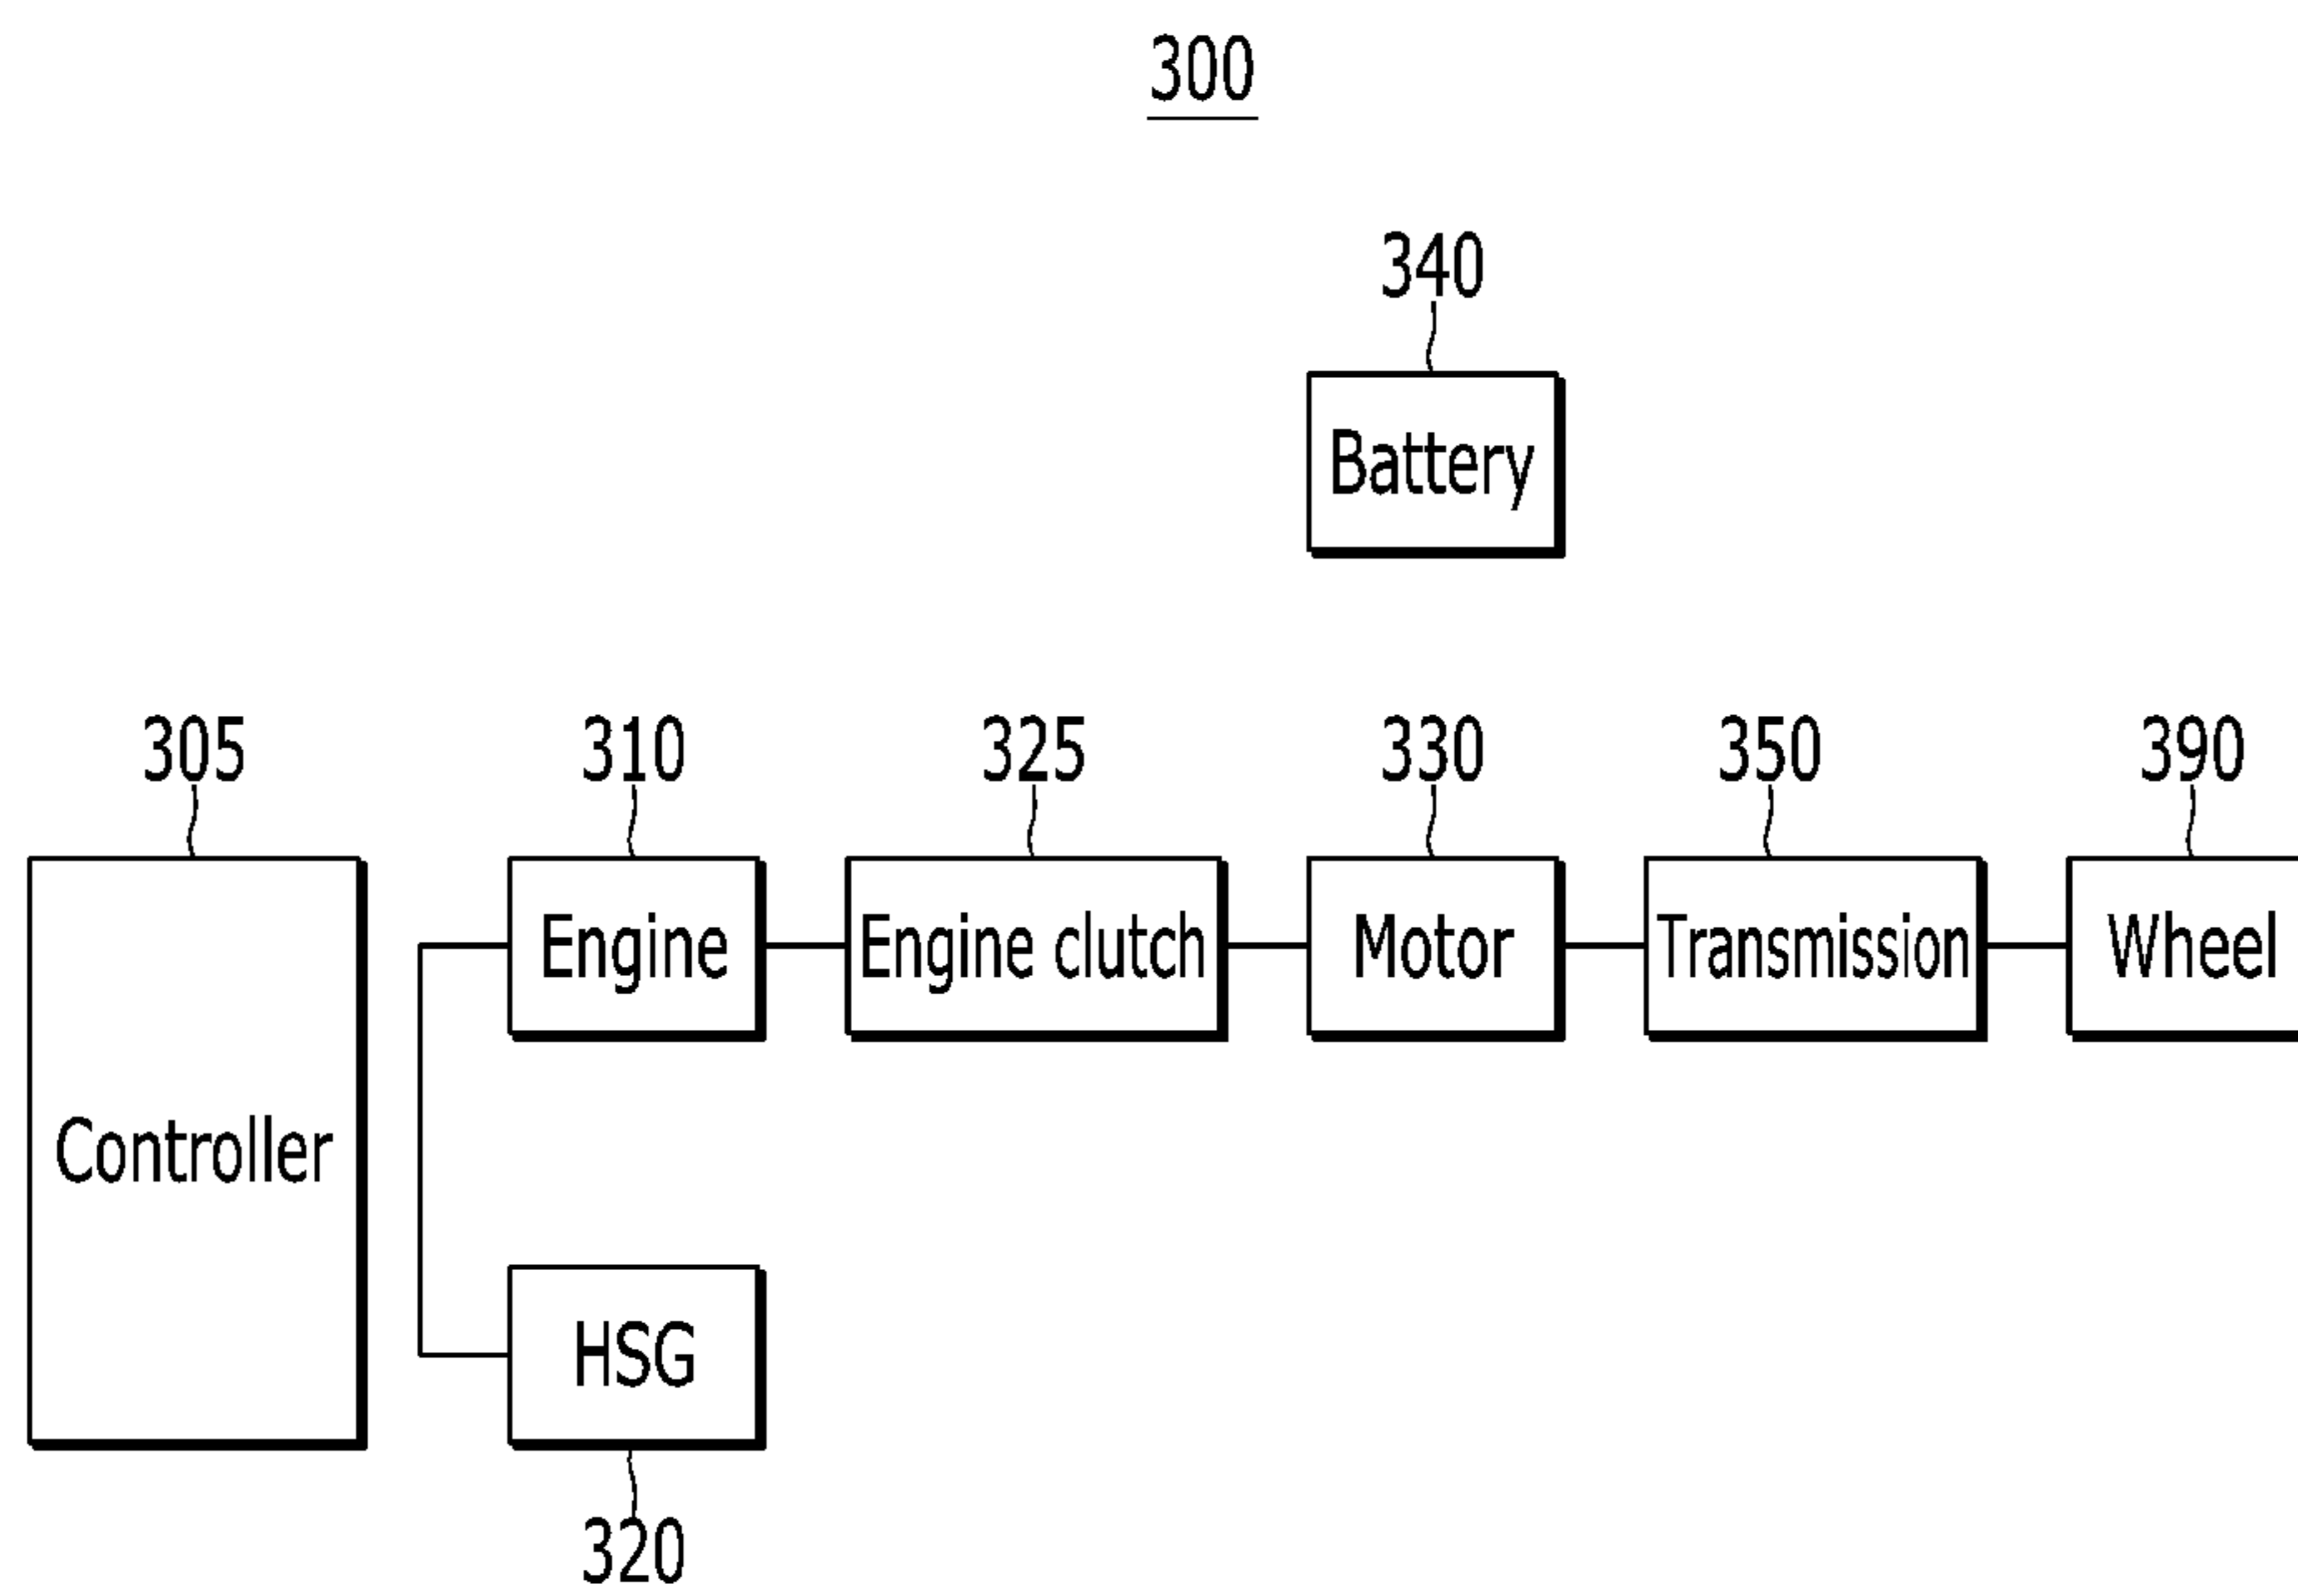 300
340
Battery
305 310 325 330 350 390
Engine Engine clutch Motor Transmission Wheel
Controller
HSG
320